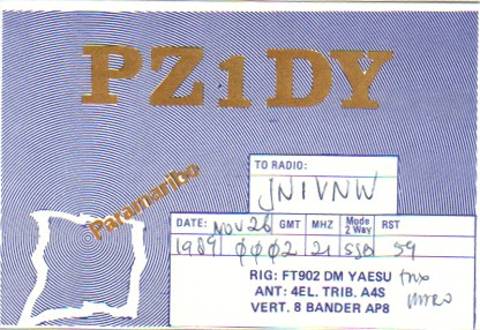 PZ1DY
Paramaribo
TO RADIO:
JN1VNW
DATE: NOV 26 GMT MHZ Mode 2 Way RST
1989 0002 21 SSB 59
RIG: FT902 DM YAESU tnx
ANT: 4EL. TRIB. A4S
VERT. 8 BANDER AP8